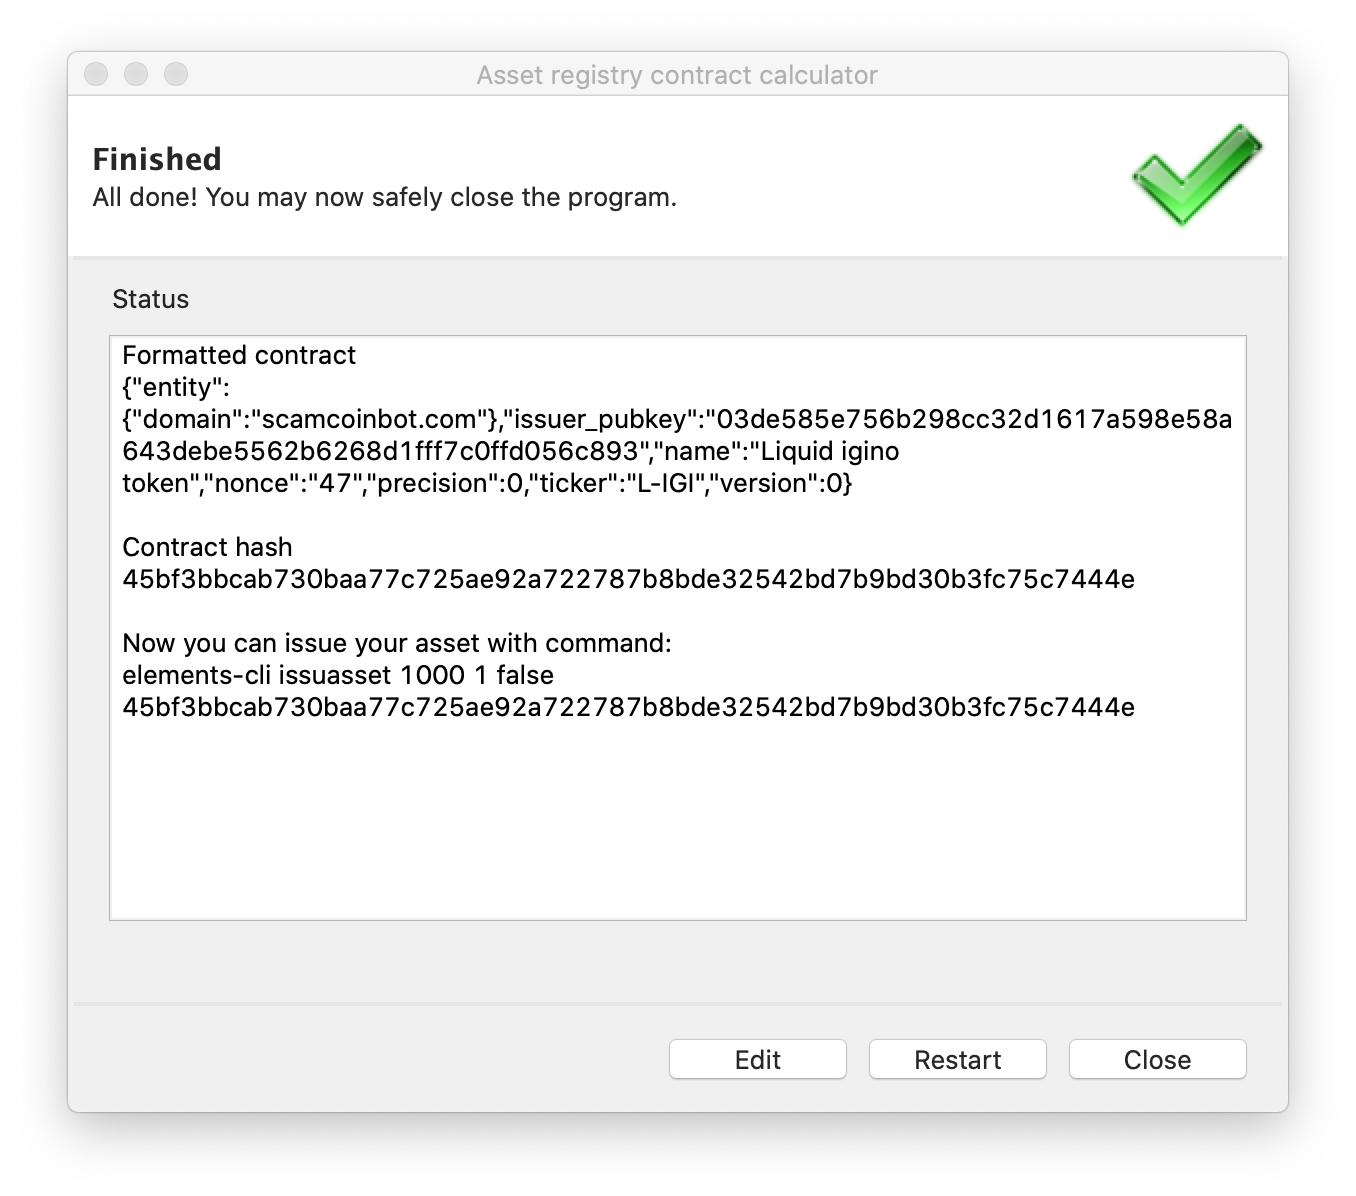 Asset registry contract calculator
Finished
All done! You may now safely close the program.
Status
Formatted contract
{"entity":
{"domain":"scamcoinbot.com"},"issuer_pubkey":"03de585e756b298cc32d1617a598e58a
643debe5562b6268d1fff7c0ffd056c893","name":"Liquid igino
token","nonce":"47","precision":0,"ticker":"L-IGI","version":0}
Contract hash
45bf3bbcab730baa77c725ae92a722787b8bde32542bd7b9bd30b3fc75c7444e
Now you can issue your asset with command:
elements-cli issuasset 1000 1 false
45bf3bbcab730baa77c725ae92a722787b8bde32542bd7b9bd30b3fc75c7444e
Edit
Restart
Close